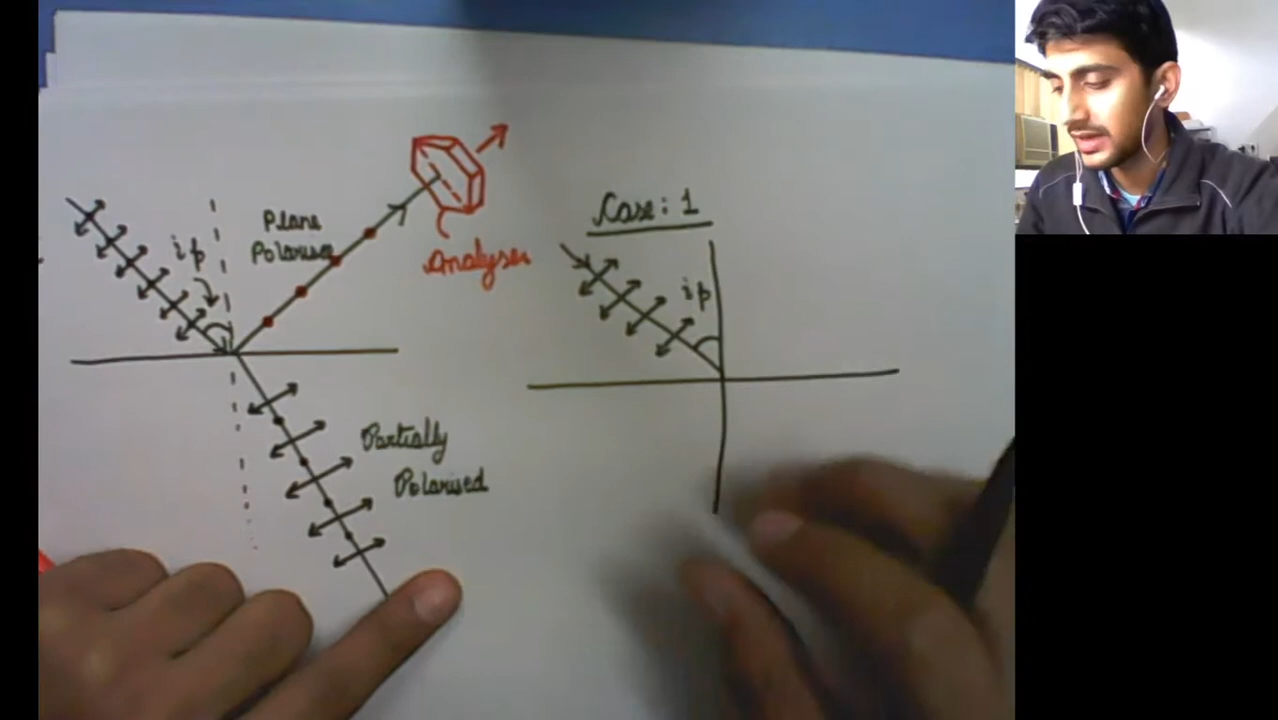 ip
Plane
Polarised
Analyser
Partially
Polarised
Case: 1
ip